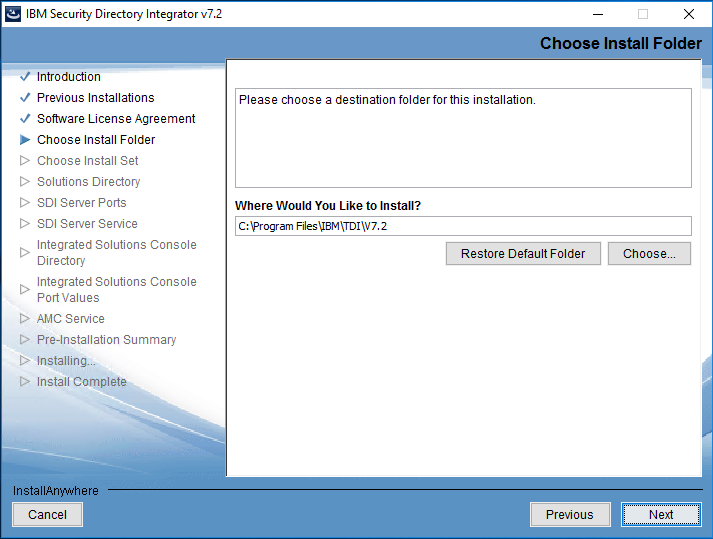 IBM Security Directory Integrator v7.2
Choose Install Folder
Introduction
Previous Installations
Software License Agreement
Choose Install Folder
Choose Install Set
Solutions Directory
SDI Server Ports
SDI Server Service
Integrated Solutions Console
Directory
Integrated Solutions Console
Port Values
AMC Service
Pre-Installation Summary
Installing...
Install Complete
Please choose a destination folder for this installation.
Where Would You Like to Install?
C:\Program Files\IBM\TDI\V7.2
Restore Default Folder
Choose...
InstallAnywhere
Cancel
Previous
Next